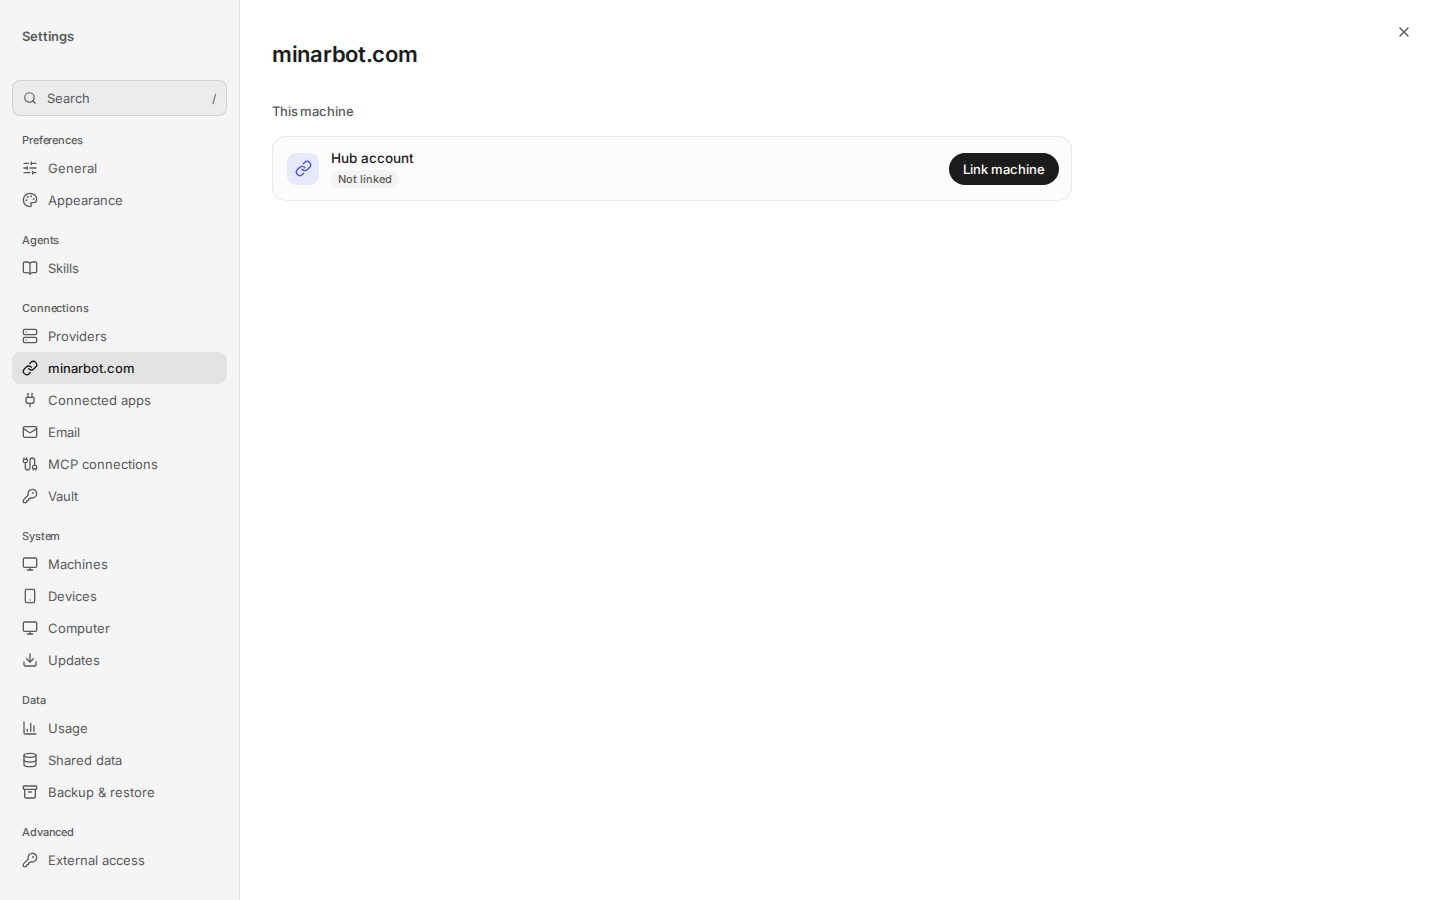 Settings
Search /
Preferences
General
Appearance
Agents
Skills
Connections
Providers
minarbot.com
Connected apps
Email
MCP connections
Vault
System
Machines
Devices
Computer
Updates
Data
Usage
Shared data
Backup & restore
Advanced
External access
minarbot.com
This machine
Hub account
Not linked
Link machine